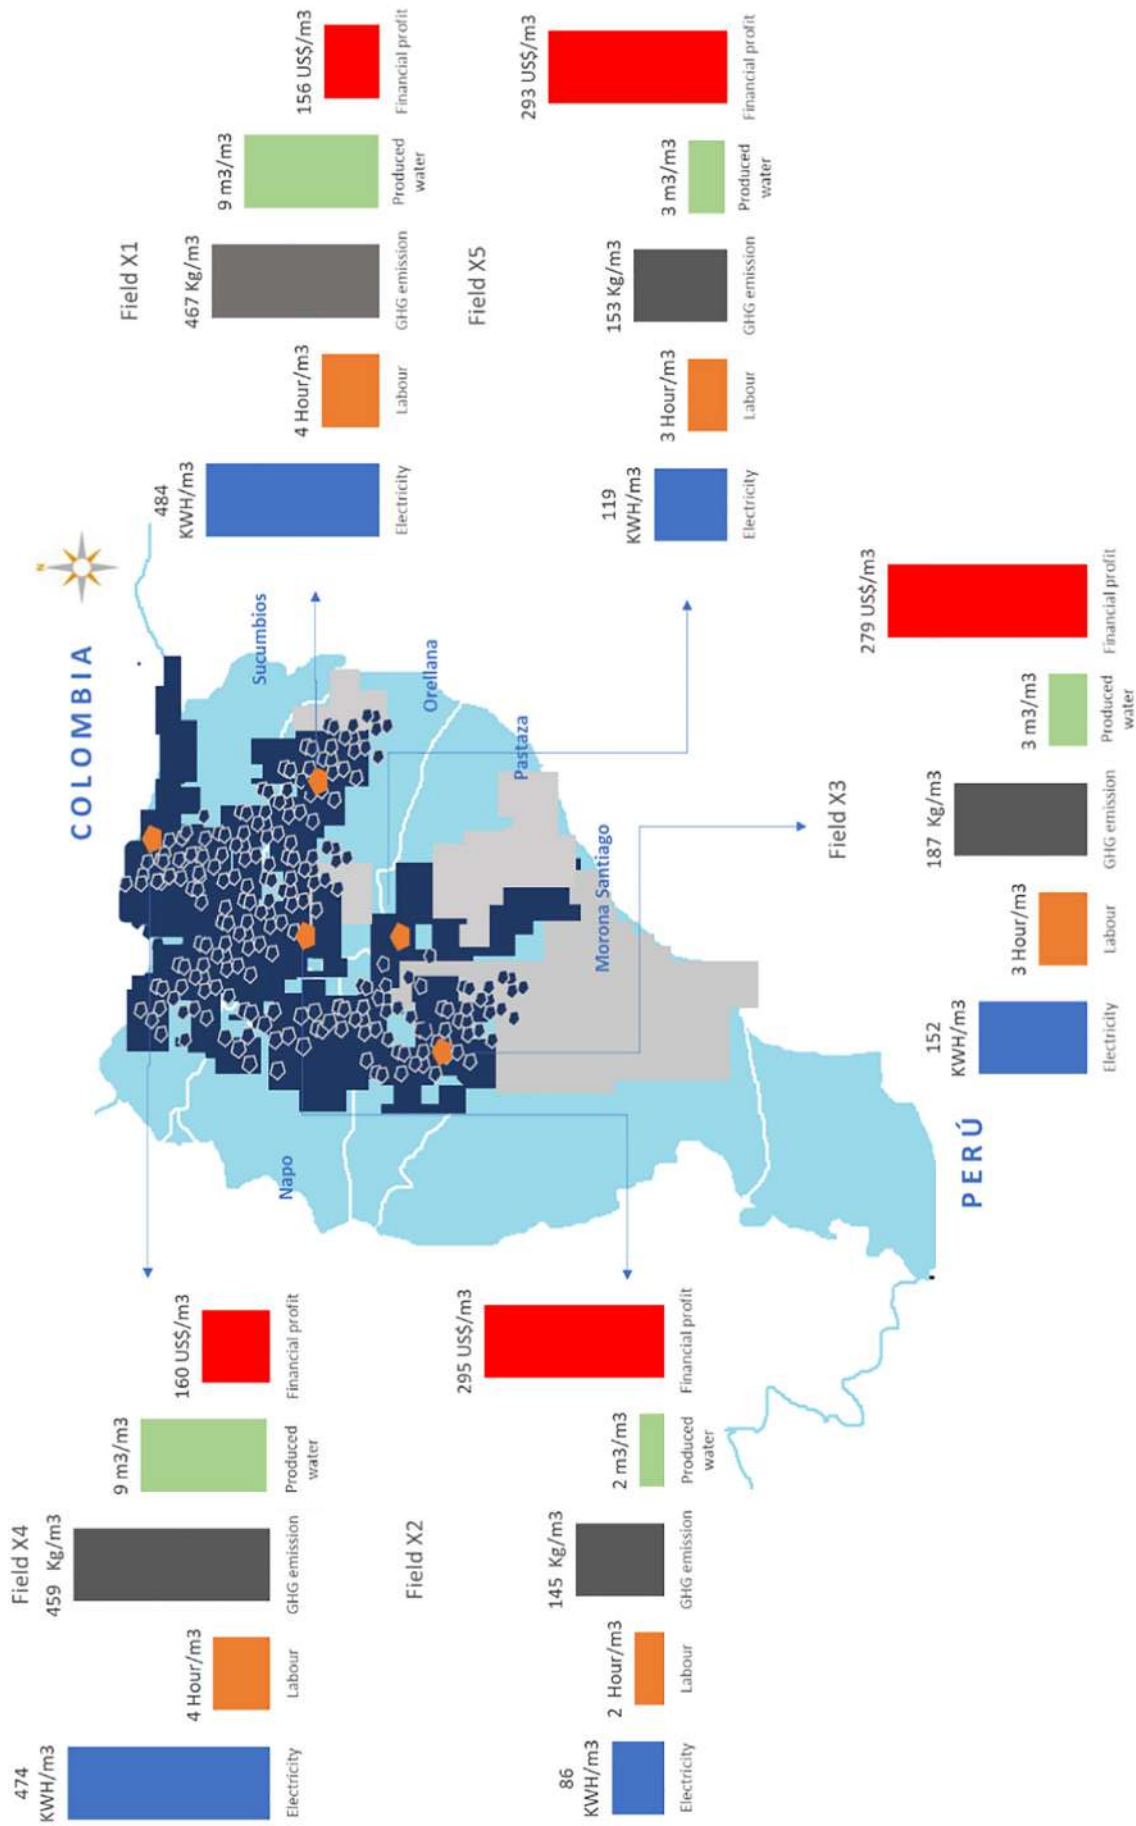 Field X4
474
KWH/m3
4 Hour/m3
459 Kg/m3
9 m3/m3
160 US$/m3
Electricity
Labour
GHG emission
Produced
water
Financial profit
Field X2
86
KWH/m3
2 Hour/m3
145 Kg/m3
2 m3/m3
295 US$/m3
Electricity
Labour
GHG emission
Produced
water
Financial profit
COLOMBIA
N
Sucumbios
Orellana
Napo
Pastaza
Morona Santiago
PERÚ
Field X1
484
KWH/m3
4 Hour/m3
467 Kg/m3
9 m3/m3
156 US$/m3
Electricity
Labour
GHG emission
Produced
water
Financial profit
Field X5
119
KWH/m3
3 Hour/m3
153 Kg/m3
3 m3/m3
293 US$/m3
Electricity
Labour
GHG emission
Produced
water
Financial profit
Field X3
152
KWH/m3
3 Hour/m3
187 Kg/m3
3 m3/m3
279 US$/m3
Electricity
Labour
GHG emission
Produced
water
Financial profit